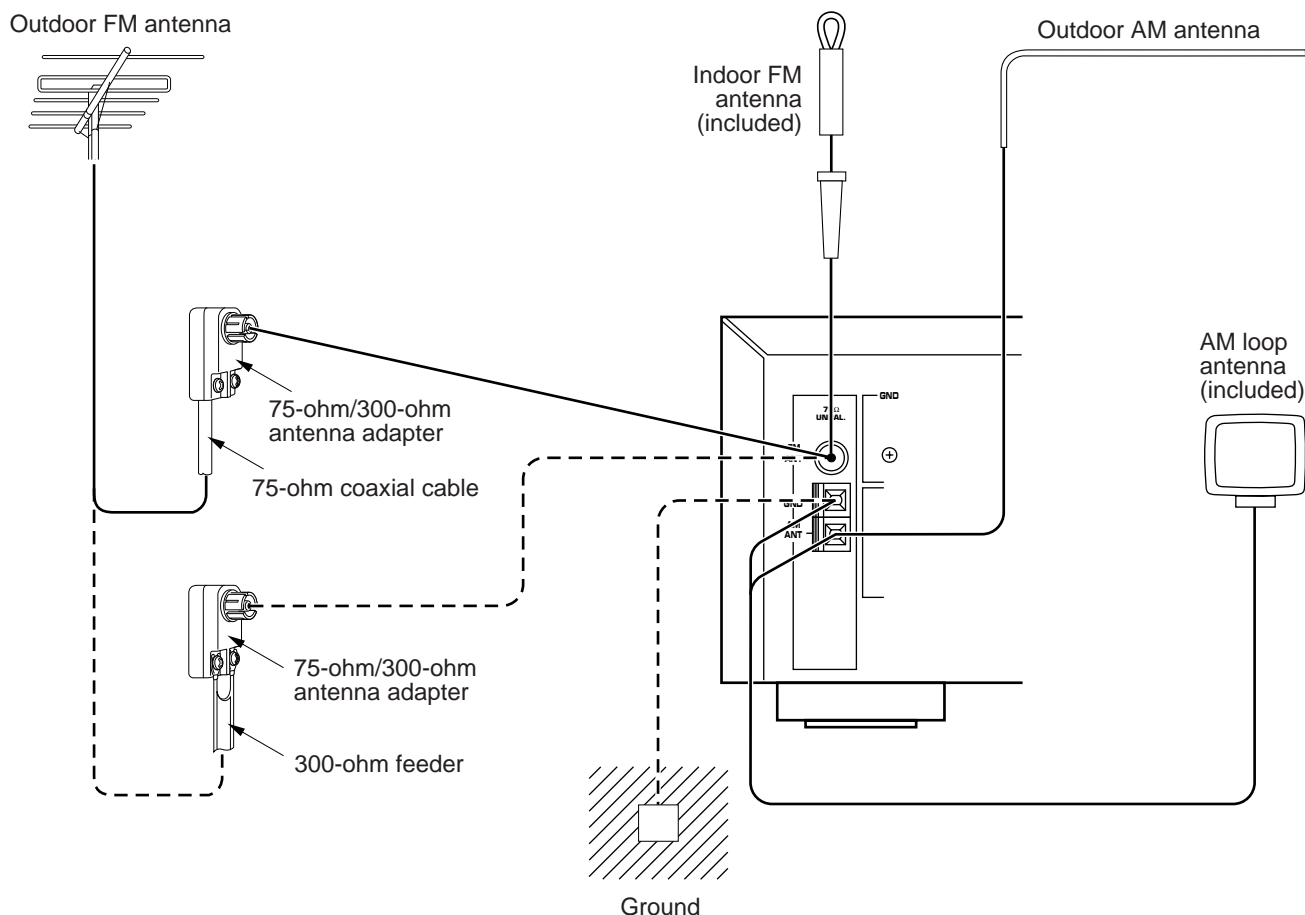 Outdoor FM antenna
Outdoor AM antenna
Indoor FM
antenna
(included)
AM loop
antenna
(included)
75-ohm/300-ohm
antenna adapter
75-ohm coaxial cable
GND
GND
ANT
75-ohm/300-ohm
antenna adapter
300-ohm feeder
Ground